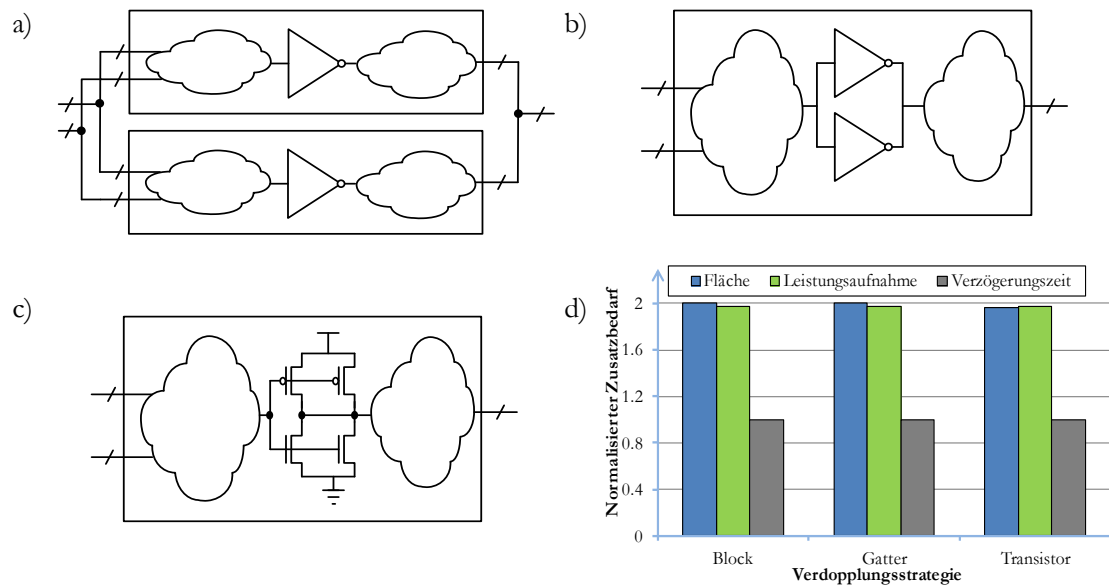 a)
b)
c)
d)
Fläche
Leistungsaufnahme
Verzögerungszeit
Normalisierter Zusatzbedarf
2
1.6
1.2
0.8
0.4
0
Block
Gatter
Transistor
Verdopplungsstrategie